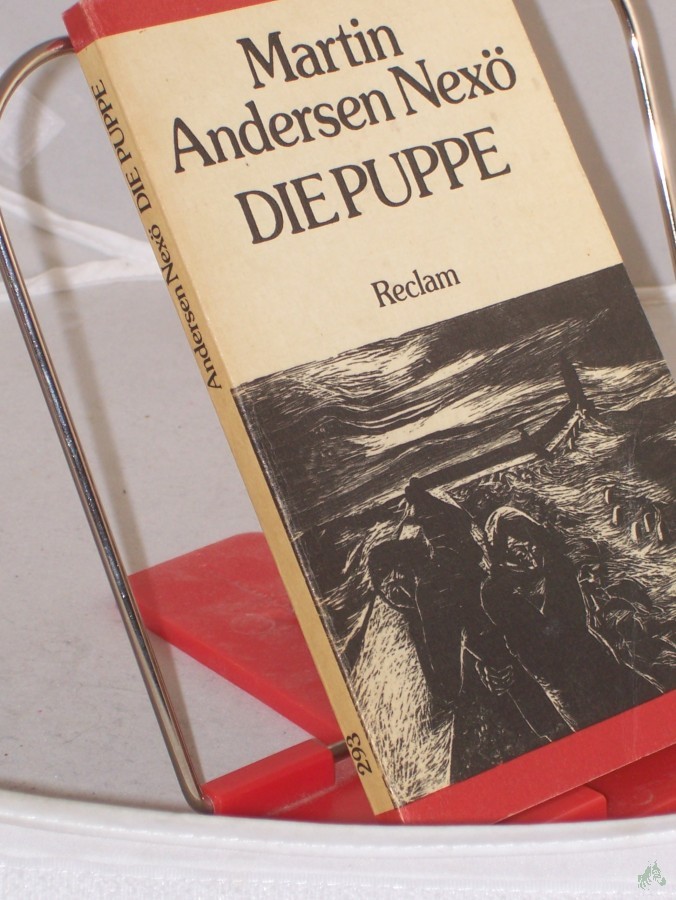 Martin
Andersen Nexö
DIE PUPPE
Reclam
Andersen Nexö DIE PUPPE
293